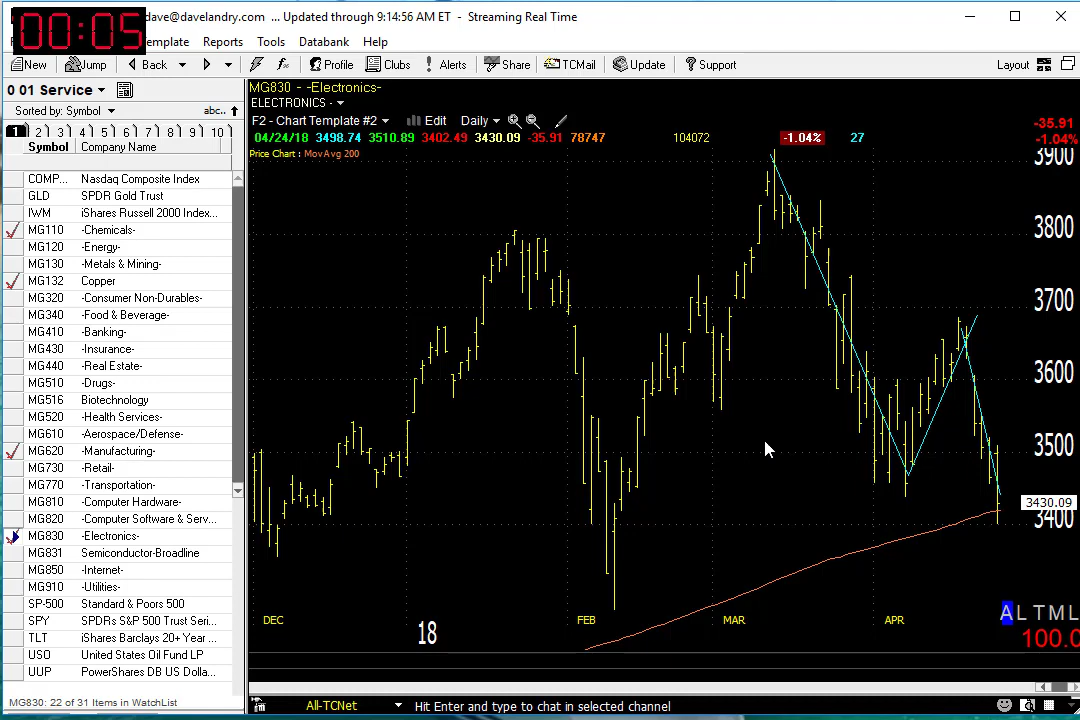 00:05
dave@davelandry.com ... Updated through 9:14:56 AM ET - Streaming Real Time
emplate Reports Tools Databank Help
New Jump Back Profile Clubs Alerts Share TCMail Update Support Layout
0 01 Service
Sorted by: Symbol abc..
1 2 3 4 5 6 7 8 9 10
Symbol Company Name
COMP... Nasdaq Composite Index
GLD SPDR Gold Trust
IWM iShares Russell 2000 Index...
MG110 -Chemicals-
MG120 -Energy-
MG130 -Metals & Mining-
MG132 Copper
MG320 -Consumer Non-Durables-
MG340 -Food & Beverage-
MG410 -Banking-
MG430 -Insurance-
MG440 -Real Estate-
MG510 -Drugs-
MG516 Biotechnology
MG520 -Health Services-
MG610 -Aerospace/Defense-
MG620 -Manufacturing-
MG730 -Retail-
MG770 -Transportation-
MG810 -Computer Hardware-
MG820 -Computer Software & Serv...
MG830 -Electronics-
MG831 Semiconductor-Broadline
MG850 -Internet-
MG910 -Utilities-
SP-500 Standard & Poors 500
SPY SPDRs S&P 500 Trust Seri...
TLT iShares Barclays 20+ Year ...
USO United States Oil Fund LP
UUP PowerShares DB US Dolla...
MG830: 22 of 31 Items in WatchList
MG830 - -Electronics-
ELECTRONICS -
F2 - Chart Template #2 Edit Daily
04/24/18 3498.74 3510.89 3402.49 3430.09 -35.91 78747 104072 -1.04% 27
Price Chart : MovAvg 200
-35.91
-1.04%
3900
3800
3700
3600
3500
3430.09
3400
DEC 18 FEB MAR APR
A L T M L
100.0
All-TCNet Hit Enter and type to chat in selected channel